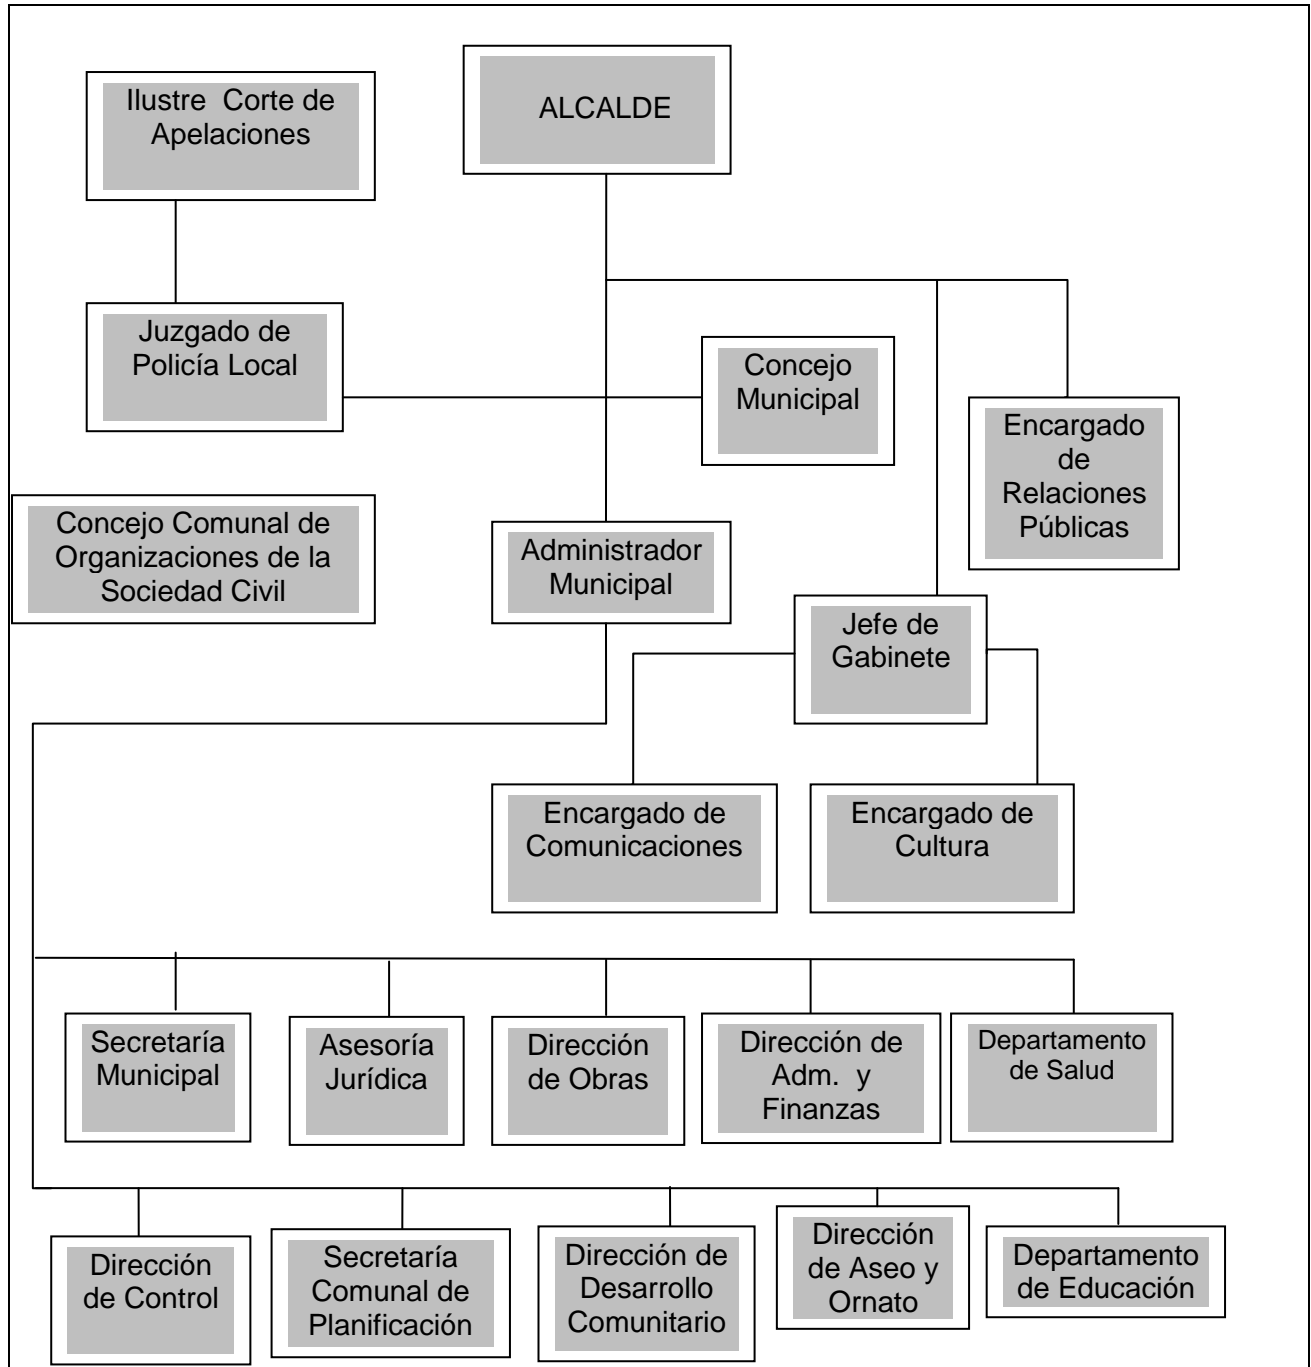 Ilustre Corte de
Apelaciones
ALCALDE
Juzgado de
Policía Local
Concejo
Municipal
Encargado
de
Relaciones
Públicas
Concejo Comunal de
Organizaciones de la
Sociedad Civil
Administrador
Municipal
Jefe de
Gabinete
Encargado de
Comunicaciones
Encargado de
Cultura
Secretaría
Municipal
Asesoría
Jurídica
Dirección
de Obras
Dirección de
Adm. y
Finanzas
Departamento
de Salud
Dirección
de Control
Secretaría
Comunal de
Planificación
Dirección de
Desarrollo
Comunitario
Dirección
de Aseo y
Ornato
Departamento
de Educación